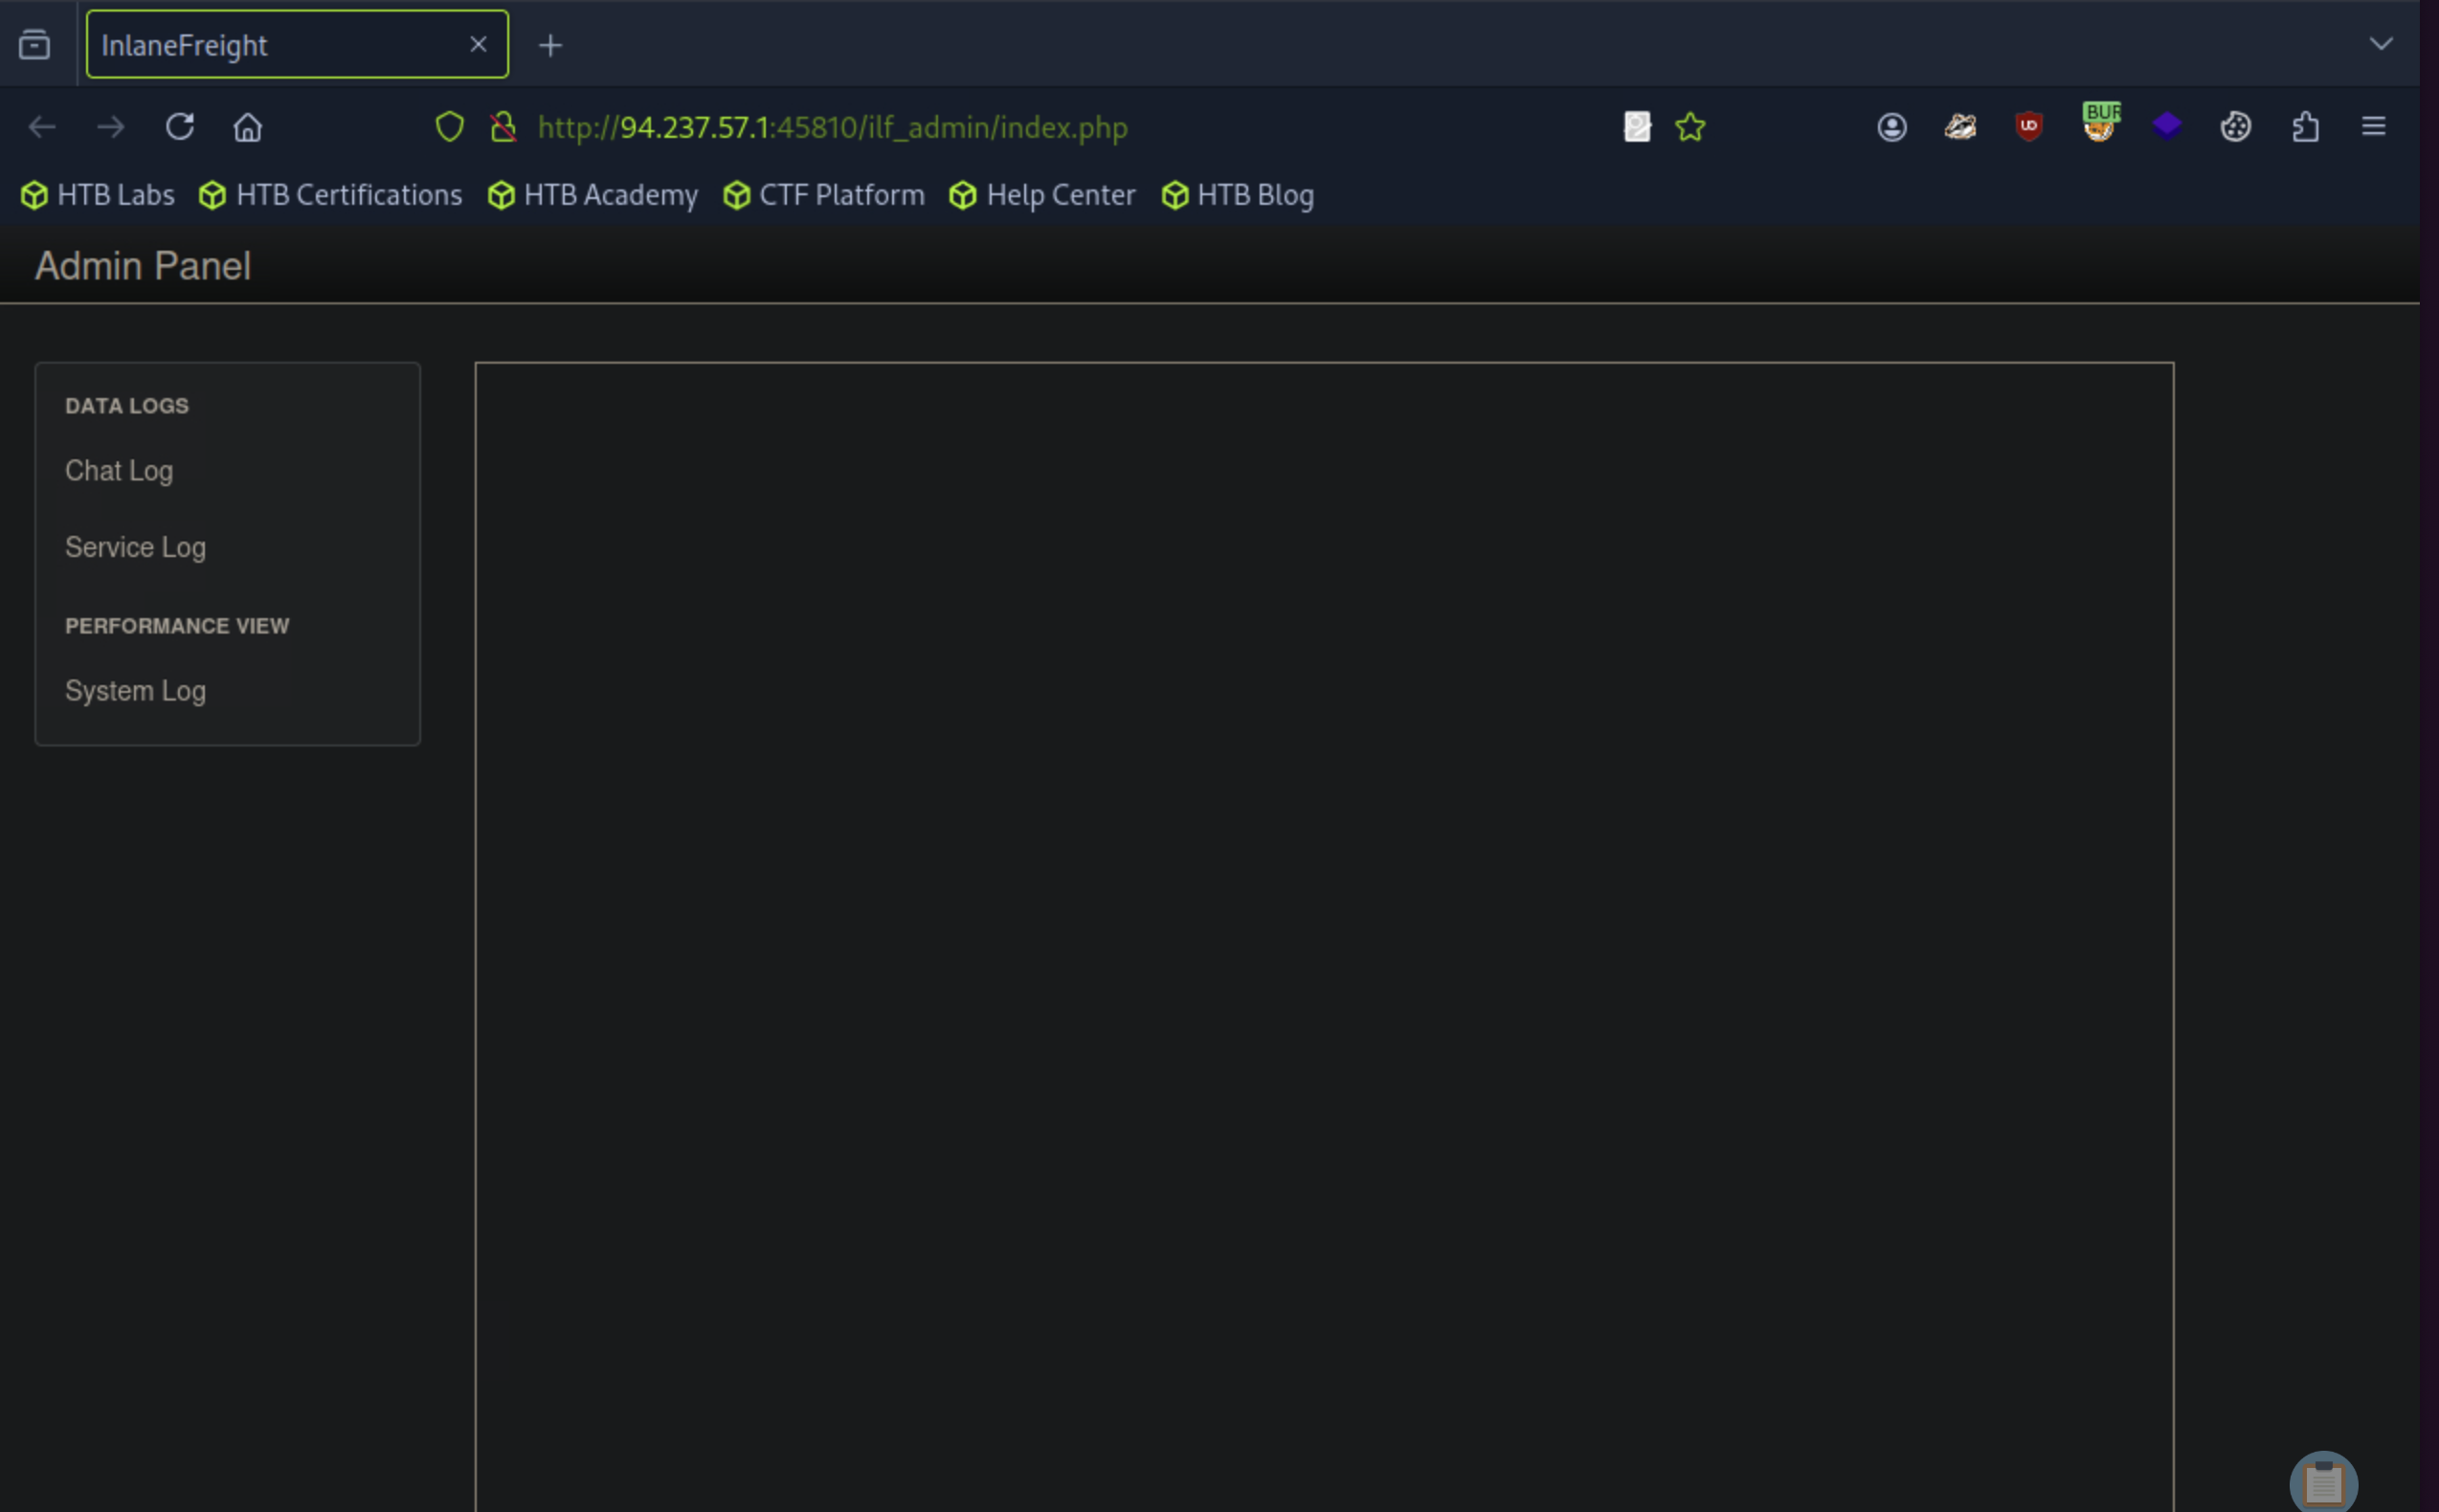 InlaneFreight
http://94.237.57.1:45810/ilf_admin/index.php
UD
BUR
HTB Labs HTB Certifications HTB Academy CTF Platform Help Center HTB Blog
Admin Panel
DATA LOGS
Chat Log
Service Log
PERFORMANCE VIEW
System Log